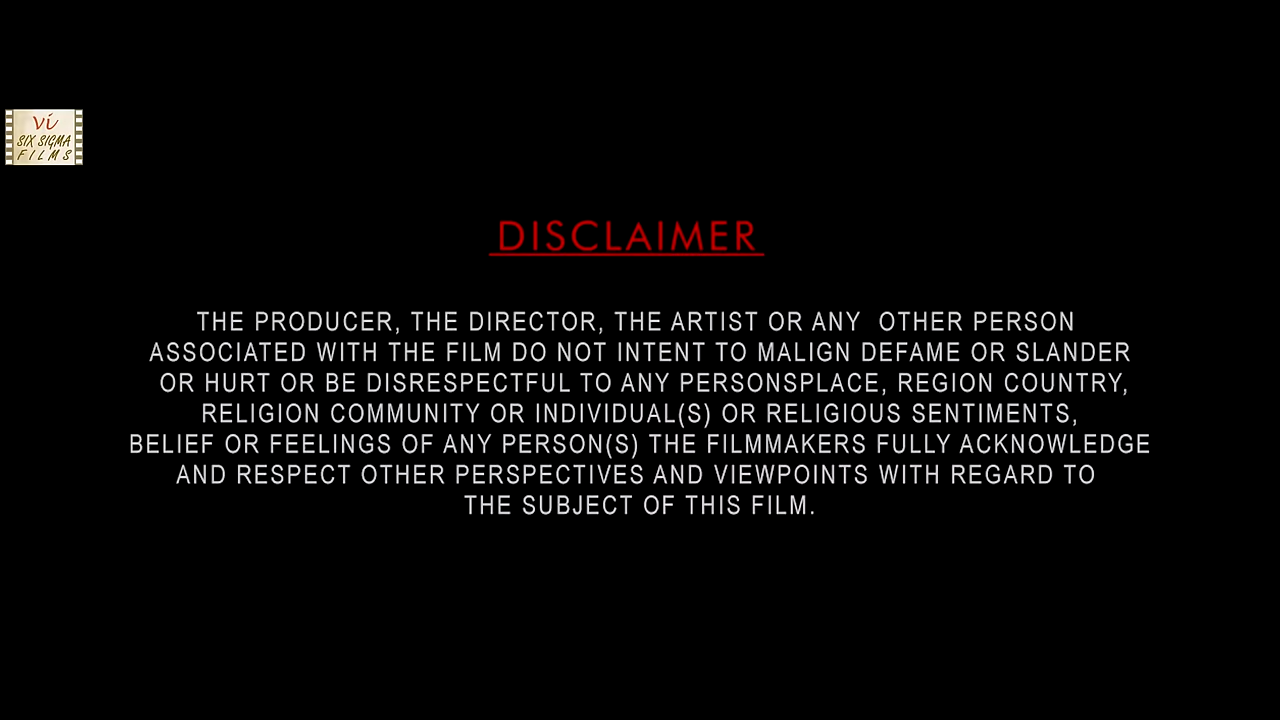 vi
SIX SIGMA
FILMS
DISCLAIMER
THE PRODUCER, THE DIRECTOR, THE ARTIST OR ANY  OTHER PERSON
ASSOCIATED WITH THE FILM DO NOT INTENT TO MALIGN DEFAME OR SLANDER
OR HURT OR BE DISRESPECTFUL TO ANY PERSONSPLACE, REGION COUNTRY,
RELIGION COMMUNITY OR INDIVIDUAL(S) OR RELIGIOUS SENTIMENTS,
BELIEF OR FEELINGS OF ANY PERSON(S) THE FILMMAKERS FULLY ACKNOWLEDGE
AND RESPECT OTHER PERSPECTIVES AND VIEWPOINTS WITH REGARD TO
THE SUBJECT OF THIS FILM.